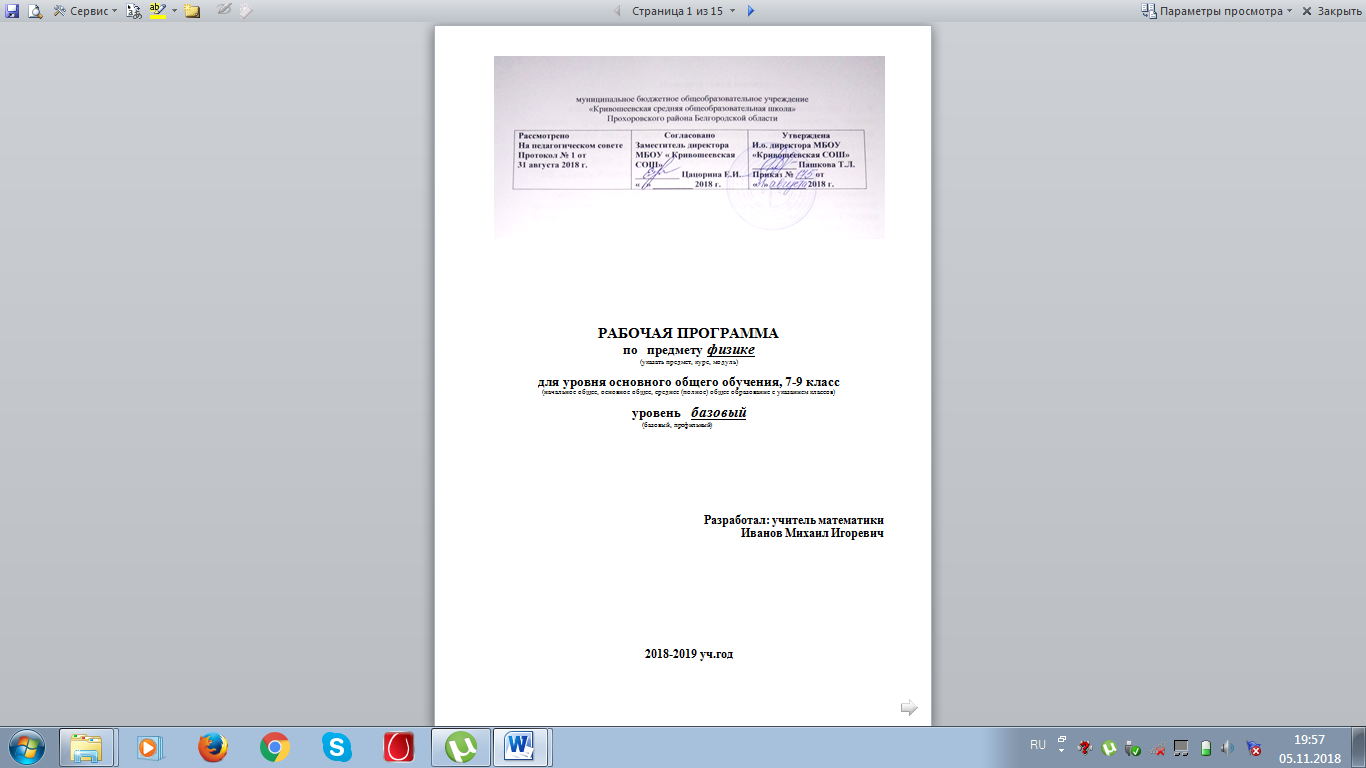 Сервис
Страница 1 из 15
Параметры просмотра
Закрыть
муниципальное бюджетное общеобразовательное учреждение
«Кривошеевская средняя общеобразовательная школа»
Прохоровского района Белгородской области
Рассмотрено
На педагогическом совете
Протокол № 1 от
31 августа 2018 г.
Согласовано
Заместитель директора
МБОУ « Кривошеевская
СОШ»
Цапорина Е.И.
« » 2018 г.
Утверждена
И.о. директора МБОУ
«Кривошеевская СОШ»
Пашкова Т.Л.
Приказ № от
« » августа 2018 г.
РАБОЧАЯ ПРОГРАММА
по предмету физике
(указать предмет, курс, модуль)
для уровня основного общего обучения, 7-9 класс
(начальное общее, основное общее, среднее (полное) общее образование с указанием классов)
уровень базовый
(базовый, профильный)
Разработал: учитель математики
Иванов Михаил Игоревич
2018-2019 уч.год
RU
19:57
05.11.2018